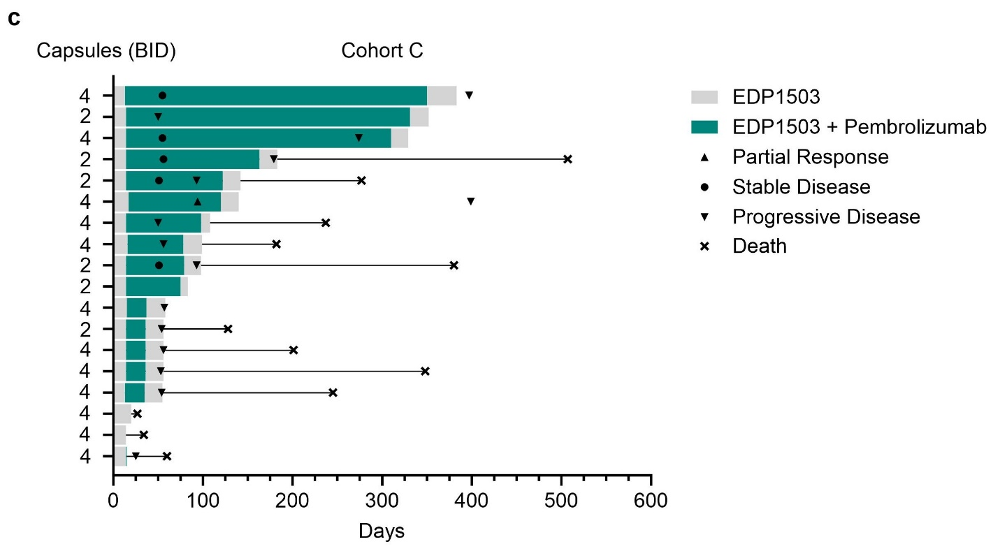 c
Capsules (BID)
Cohort C
4
2
4
2
2
4
4
4
2
2
4
2
4
4
4
4
4
4
0 100 200 300 400 500 600
Days
EDP1503
EDP1503 + Pembrolizumab
Partial Response
Stable Disease
Progressive Disease
Death